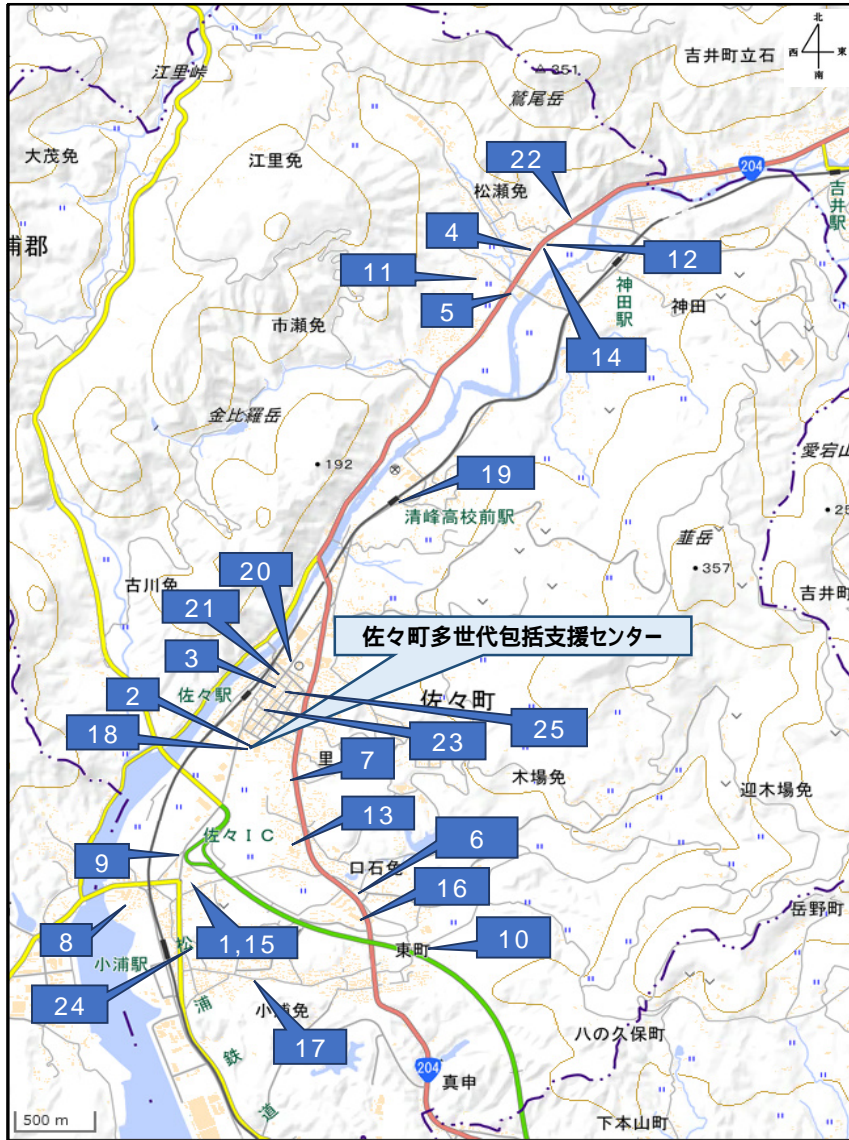 北
西 東
南
江里峠
351
吉井町立石
鷲尾岳
大茂免
江里免
松瀬免
22
204
吉井駅
浦郡
4
12
11
5
神田駅
神田
14
市瀬免
金比羅岳
愛宕山
192
19
清峰高校前駅
25
韮岳
357
古川免
20
吉井町
21
佐々町多世代包括支援センター
3
佐々駅
2
佐々町
25
18
23
里
7
木場免
迎木場免
13
佐々IC
9
口石免
6
16
岳野町
8
1,15
東町
10
小浦駅
松
24
浦
小浦免
17
八の久保町
鉄
204
真申
道
下本山町
500 m